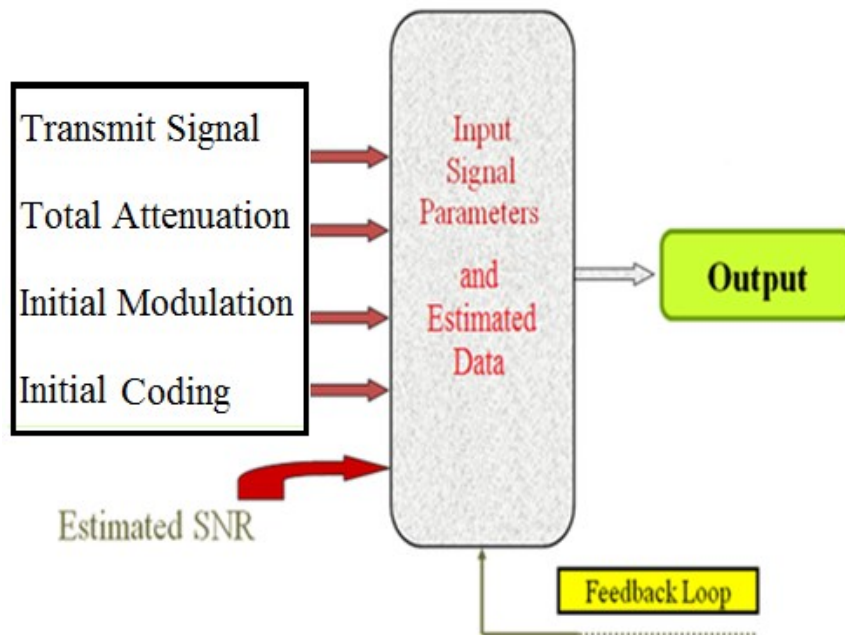 Transmit Signal
Total Attenuation
Initial Modulation
Initial Coding
Estimated SNR
Input
Signal
Parameters
and
Estimated
Data
Output
Feedback Loop